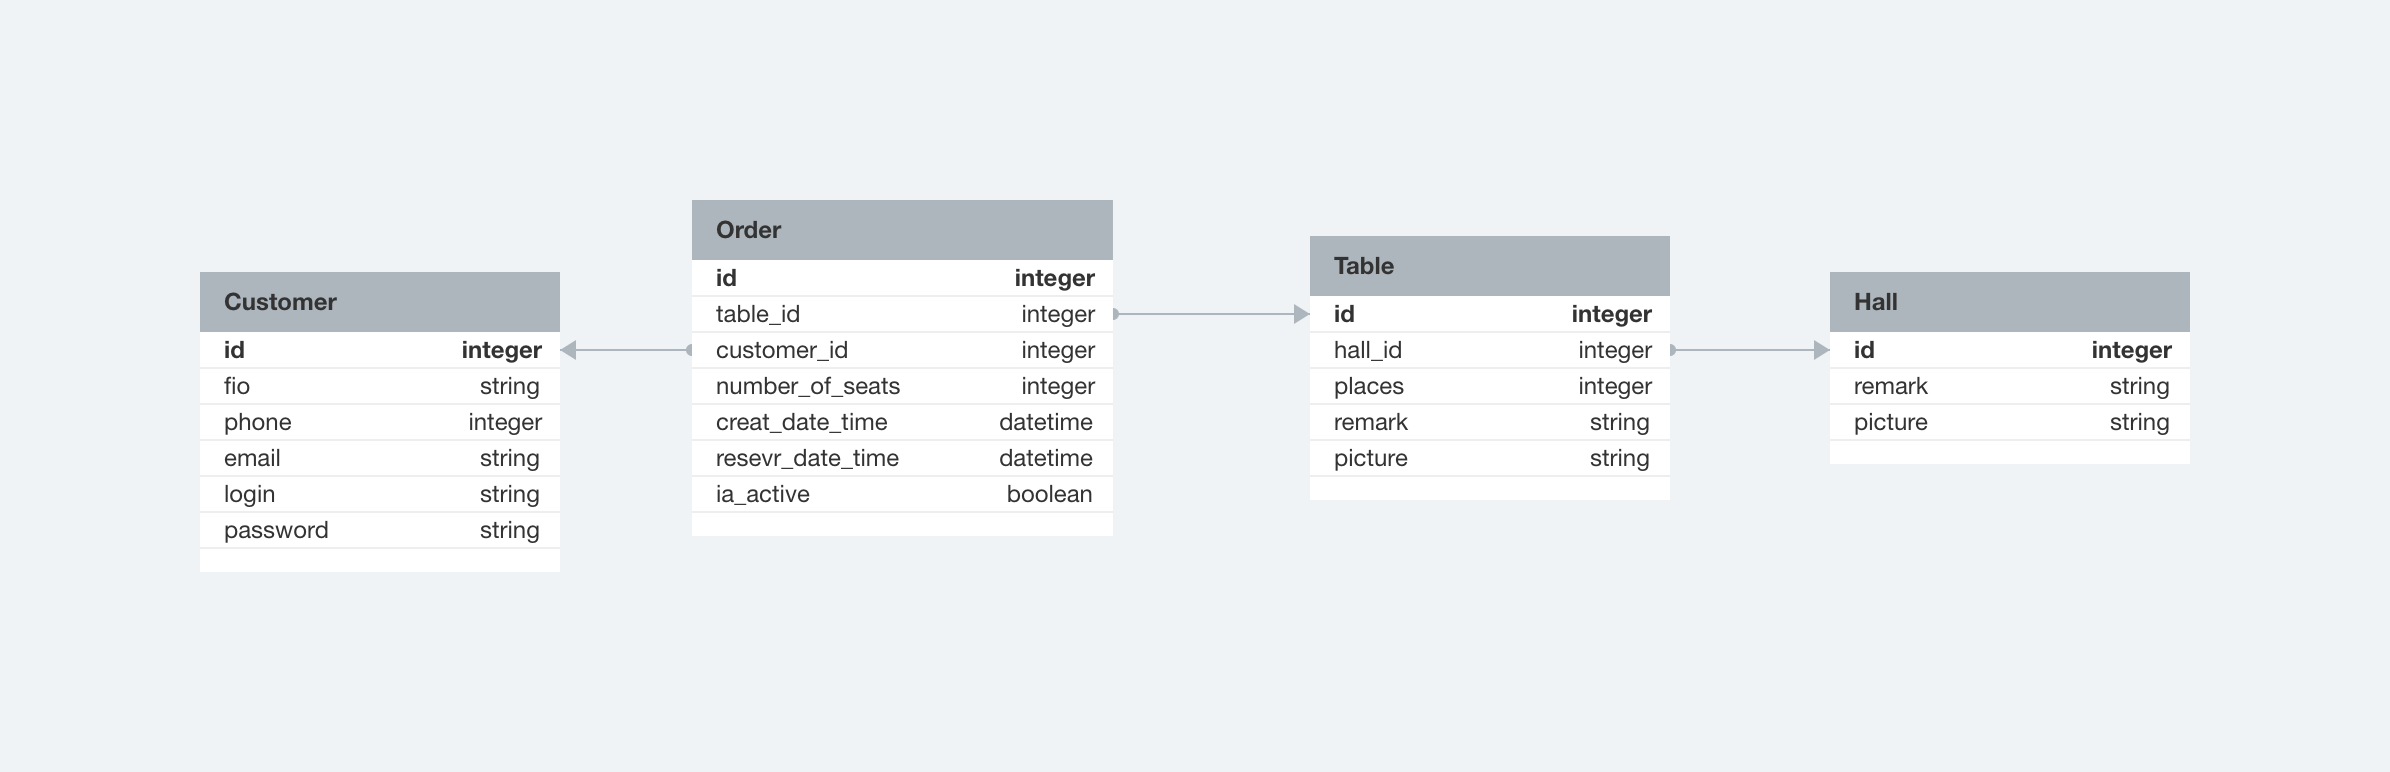 Customer
id integer
fio string
phone integer
email string
login string
password string
Order
id integer
table_id integer
customer_id integer
number_of_seats integer
creat_date_time datetime
resevr_date_time datetime
ia_active boolean
Table
id integer
hall_id integer
places integer
remark string
picture string
Hall
id integer
remark string
picture string